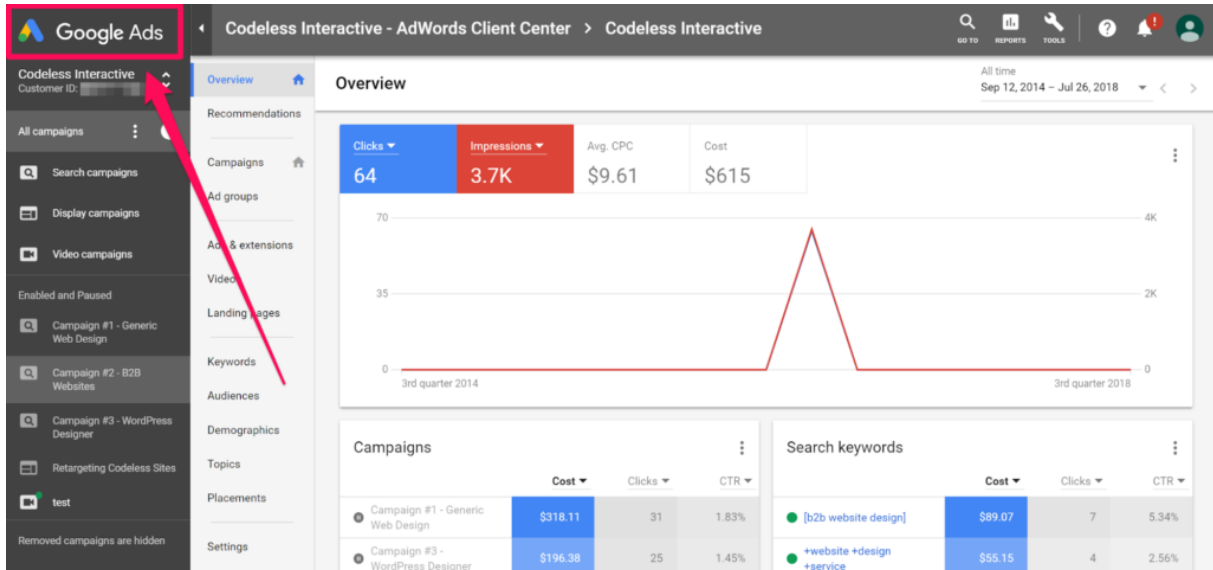 Google Ads
Codeless Interactive - AdWords Client Center > Codeless Interactive
GO TO
REPORTS
TOOLS
?
!
Codeless Interactive
Customer ID:
All campaigns
Search campaigns
Display campaigns
Video campaigns
Enabled and Paused
Campaign #1 - Generic
Web Design
Campaign #2 - B2B
Websites
Campaign #3 - WordPress
Designer
Retargeting Codeless Sites
test
Removed campaigns are hidden
Overview
Recommendations
Campaigns
Ad groups
& extensions
Landing pages
Keywords
Audiences
Demographics
Topics
Placements
Settings
Overview
All time
Sep 12, 2014 – Jul 26, 2018
Clicks
64
Impressions
3.7K
Avg. CPC
$9.61
Cost
$615
70
4K
35
2K
0
0
3rd quarter 2014
3rd quarter 2018
Campaigns
Cost
Clicks
CTR
Campaign #1 - Generic
Web Design
$318.11
31
1.83%
Campaign #3 -
WordPress Designer
$196.38
25
1.45%
Search keywords
Cost
Clicks
CTR
[b2b website design]
$89.07
7
5.34%
+website +design
+service
$55.15
4
2.56%